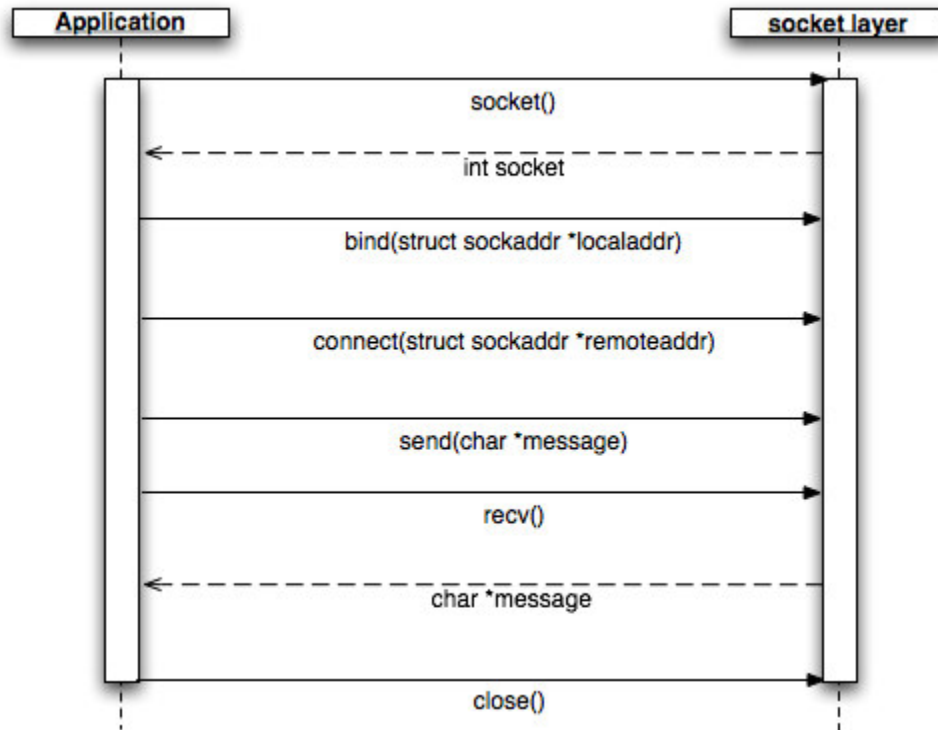 Application
socket layer
socket()
int socket
bind(struct sockaddr *localaddr)
connect(struct sockaddr *remoteaddr)
send(char *message)
recv()
char *message
close()